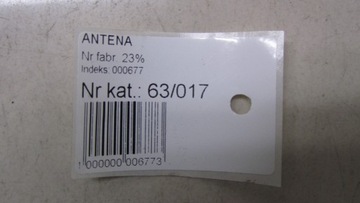 ANTENA
Nr fabr. 23%
Indeks: 000677
Nr kat.: 63/017
1 000000 006773